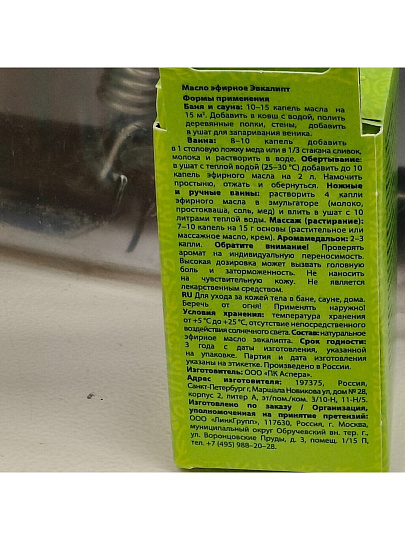 Масло эфирное Эвкалипт
Формы применения
Баня и сауна: 10–15 капель масла на
15 м³. Добавить в ковш с водой, полить
деревянные полки, стены, добавить
в ушат для запаривания веника.
Ванна: 8–10 капель добавить
в 1 столовую ложку меда или в 1/3 стакана сливок,
молока и растворить в воде. Обертывание:
в ушат с теплой водой (25–30 °C) добавить до 10
капель эфирного масла на 2 л. Намочить
простыню, отжать и обернуться. Ножные
и ручные ванны: растворить 4 капли
эфирного масла в эмульгаторе (молоко,
простокваша, соль, мед) и влить в ушат с 10
литрами теплой воды. Массаж (растирание):
7–10 капель на 15 г основы (растительное или
массажное масло, крем). Аромамедальон: 2–3
капли. Обратите внимание! Проверять
аромат на индивидуальную переносимость.
Высокая дозировка может вызвать головную
боль и заторможенность. Не наносить
на чувствительную кожу. Не является
лекарственным средством.
RU Для ухода за кожей тела в бане, сауне, дома.
Беречь от огня! Применять наружно!
Условия хранения: температура хранения
от +5 °C до +25 °C, отсутствие непосредственного
воздействия солнечного света. Состав: натуральное
эфирное масло эвкалипта. Срок годности:
3 года с даты изготовления, указанной
на упаковке. Партия и дата изготовления
указаны на этикетке. Произведено в России.
Изготовитель: ООО «ПК Аспера».
Адрес изготовителя: 197375, Россия,
Санкт-Петербург г, Маршала Новикова ул, дом № 28,
корпус 2, литер А, эт/пом./ком. 3/10-Н, 11-Н/5.
Изготовлено по заказу / Организация,
уполномоченная на принятие претензий:
ООО «ЛинкГрупп», 117630, Россия, г. Москва,
муниципальный округ Обручевский вн. тер. г.,
ул. Воронцовские Пруды, д. 3, помещ. 1/15 П,
тел. +7 (495) 988–20–28.